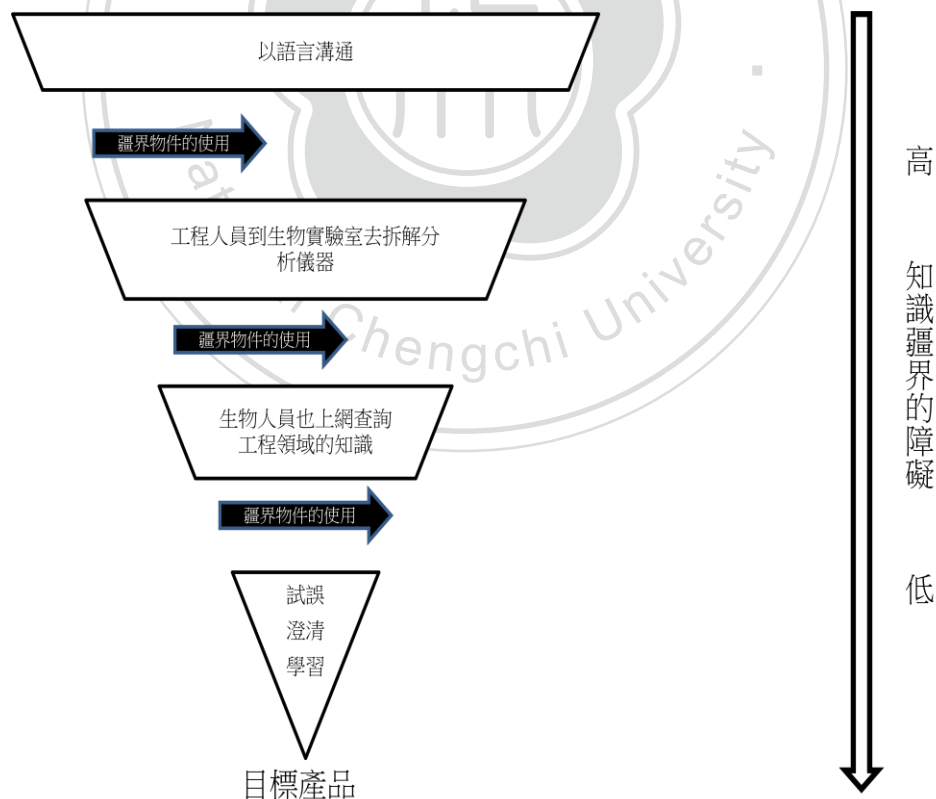 以語言溝通
疆界物件的使用
工程人員到生物實驗室去拆解分
析儀器
疆界物件的使用
生物人員也上網查詢
工程領域的知識
疆界物件的使用
試誤
澄清
學習
目標產品
高
知識疆界的障礙
低
Chengchi University